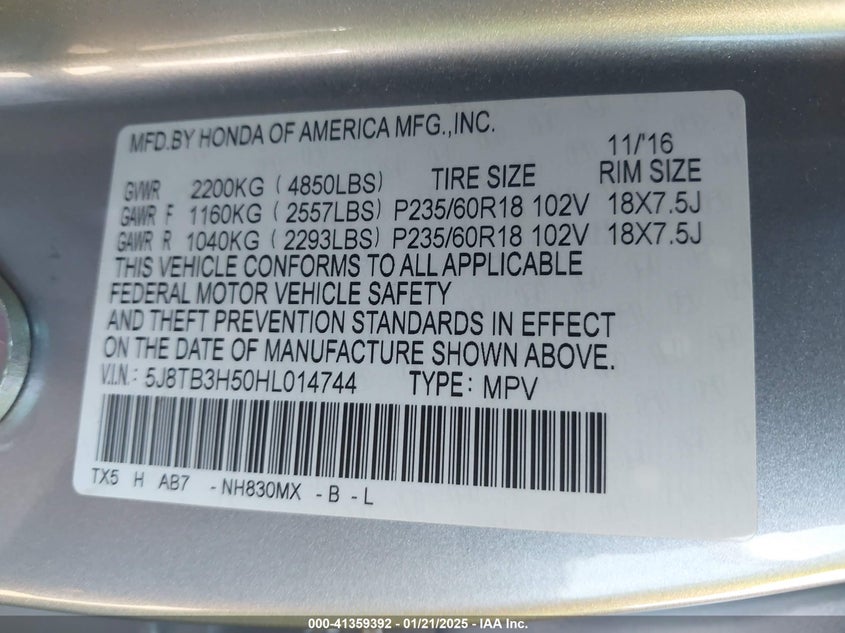 MFD.BY HONDA OF AMERICA MFG.,INC. 11/'16
GVWR 2200KG ( 4850LBS) TIRE SIZE RIM SIZE
GAWR F 1160KG ( 2557LBS) P235/60R18 102V 18X7.5J
GAWR R 1040KG ( 2293LBS) P235/60R18 102V 18X7.5J
THIS VEHICLE CONFORMS TO ALL APPLICABLE
FEDERAL MOTOR VEHICLE SAFETY
AND THEFT PREVENTION STANDARDS IN EFFECT
ON THE DATE OF MANUFACTURE SHOWN ABOVE.
V.I.N.: 5J8TB3H50HL014744 TYPE: MPV
TX5 H AB7 -NH830MX -B -L
000-41359392 - 01/21/2025 - IAA Inc.